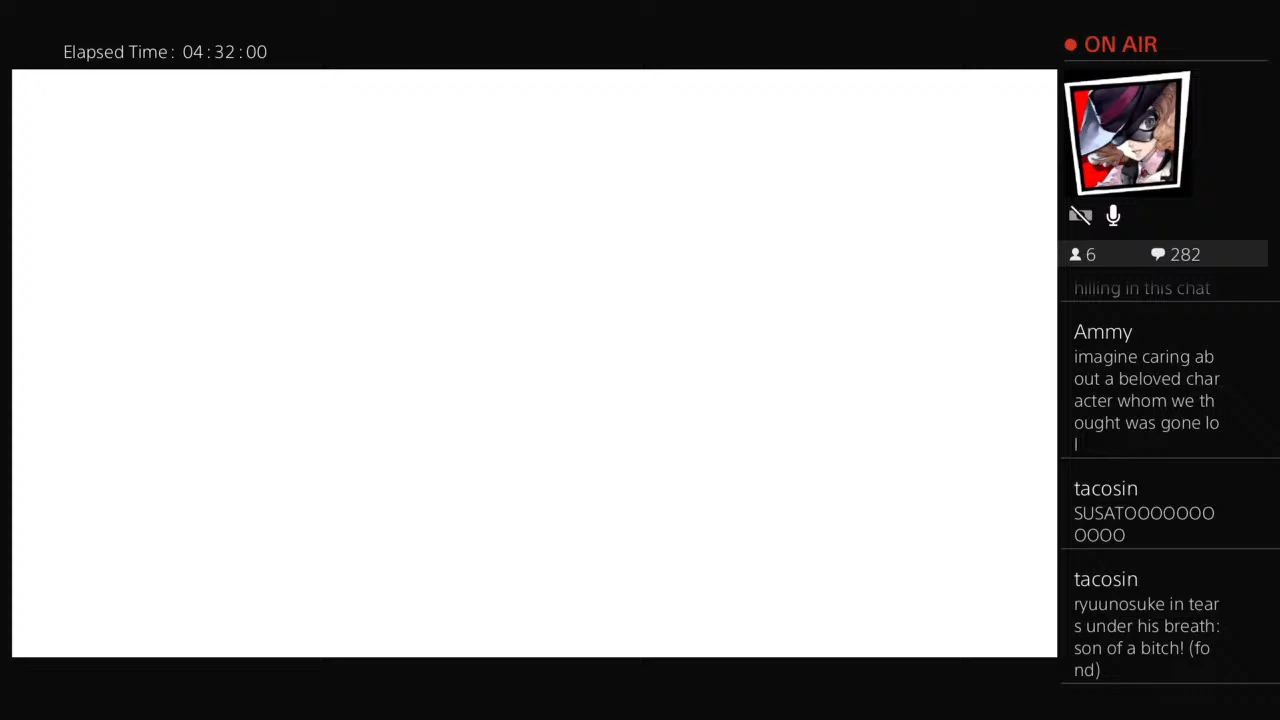 Elapsed Time: 04:32:00
ON AIR
6 282
hilling in this chat
Ammy
imagine caring ab
out a beloved char
acter whom we th
ought was gone lo
l
tacosin
SUSATOOOOOOO
OOOO
tacosin
ryuunosuke in tear
s under his breath:
son of a bitch! (fo
nd)